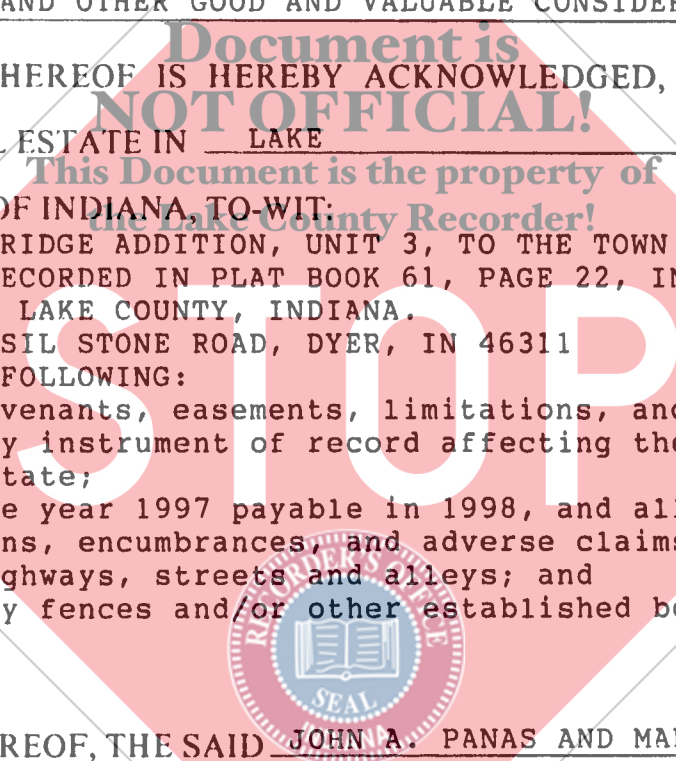 AND OTHER GOOD AND VALUABLE
Document is
HEREOF IS HEREBY ACKNOWLEDGED,
NOT OFFICIAL!
ESTATE IN LAKE
This Document is the property of
OF INDIANA, TO-WIT:
the Lake County Recorder!
RIDGE ADDITION, UNIT 3, TO THE TOWN
ECORDED IN PLAT BOOK 61, PAGE 22, IN
LAKE COUNTY, INDIANA.
SIL STONE ROAD, DYER, IN 46311
FOLLOWING:
venants, easements, limitations, and
y instrument of record affecting the
tate;
STOP
e year 1997 payable in 1998, and all
ns, encumbrances, and adverse claims
ghways, streets and alleys; and
y fences and/or other established
RECORDER'S OFFICE
SEAL
INDIANA
REOF, THE SAID JOHN A. PANAS AND